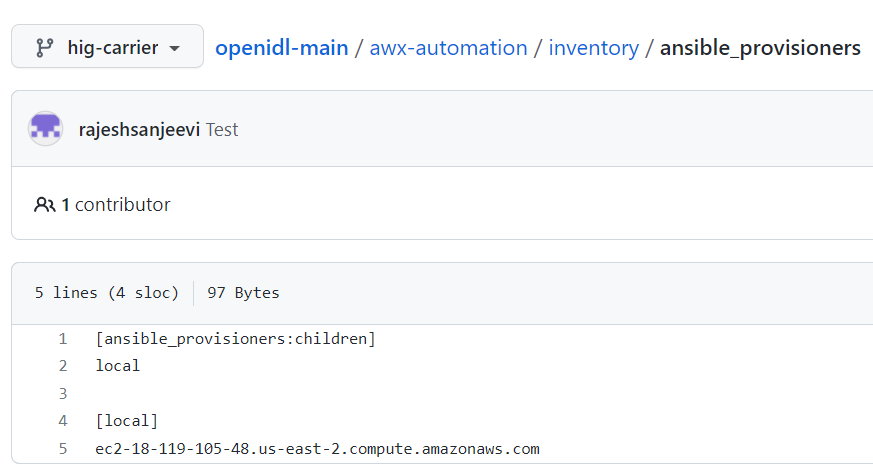 hig-carrier openidl-main / awx-automation / inventory / ansible_provisioners
rajeshsanjeevi Test
1 contributor
5 lines (4 sloc) 97 Bytes
1 [ansible_provisioners:children]
2 local
3
4 [local]
5 ec2-18-119-105-48.us-east-2.compute.amazonaws.com